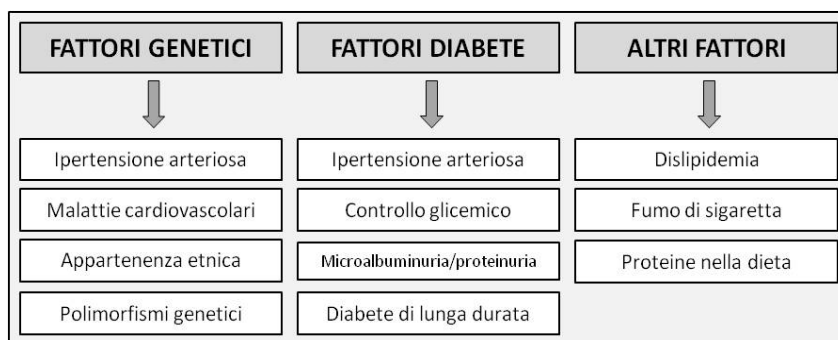 FATTORI GENETICI
Ipertensione arteriosa
Malattie cardiovascolari
Appartenenza etnica
Polimorfismi genetici
FATTORI DIABETE
Ipertensione arteriosa
Controllo glicemico
Microalbuminuria/proteinuria
Diabete di lunga durata
ALTRI FATTORI
Dislipidemia
Fumo di sigaretta
Proteine nella dieta